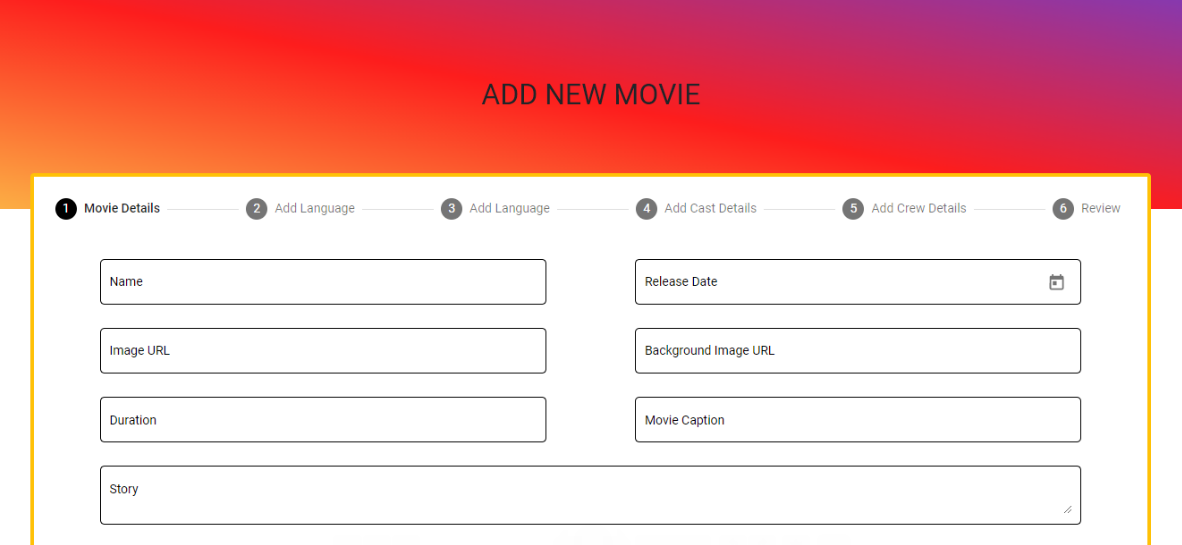 ADD NEW MOVIE
1 Movie Details 2 Add Language 3 Add Language 4 Add Cast Details 5 Add Crew Details 6 Review
Name Release Date
Image URL Background Image URL
Duration Movie Caption
Story